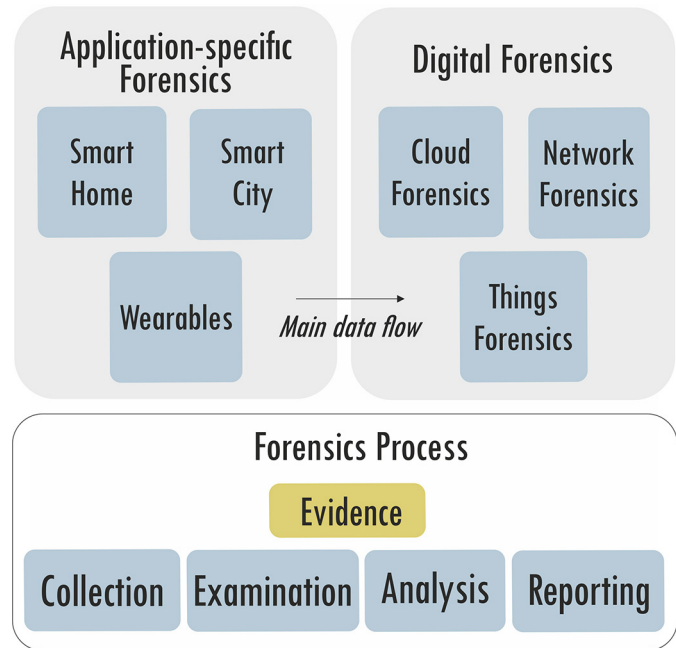 Application-specific
Forensics
Smart
Home
Smart
City
Wearables
Main data flow
Digital Forensics
Cloud
Forensics
Network
Forensics
Things
Forensics
Forensics Process
Evidence
Collection
Examination
Analysis
Reporting